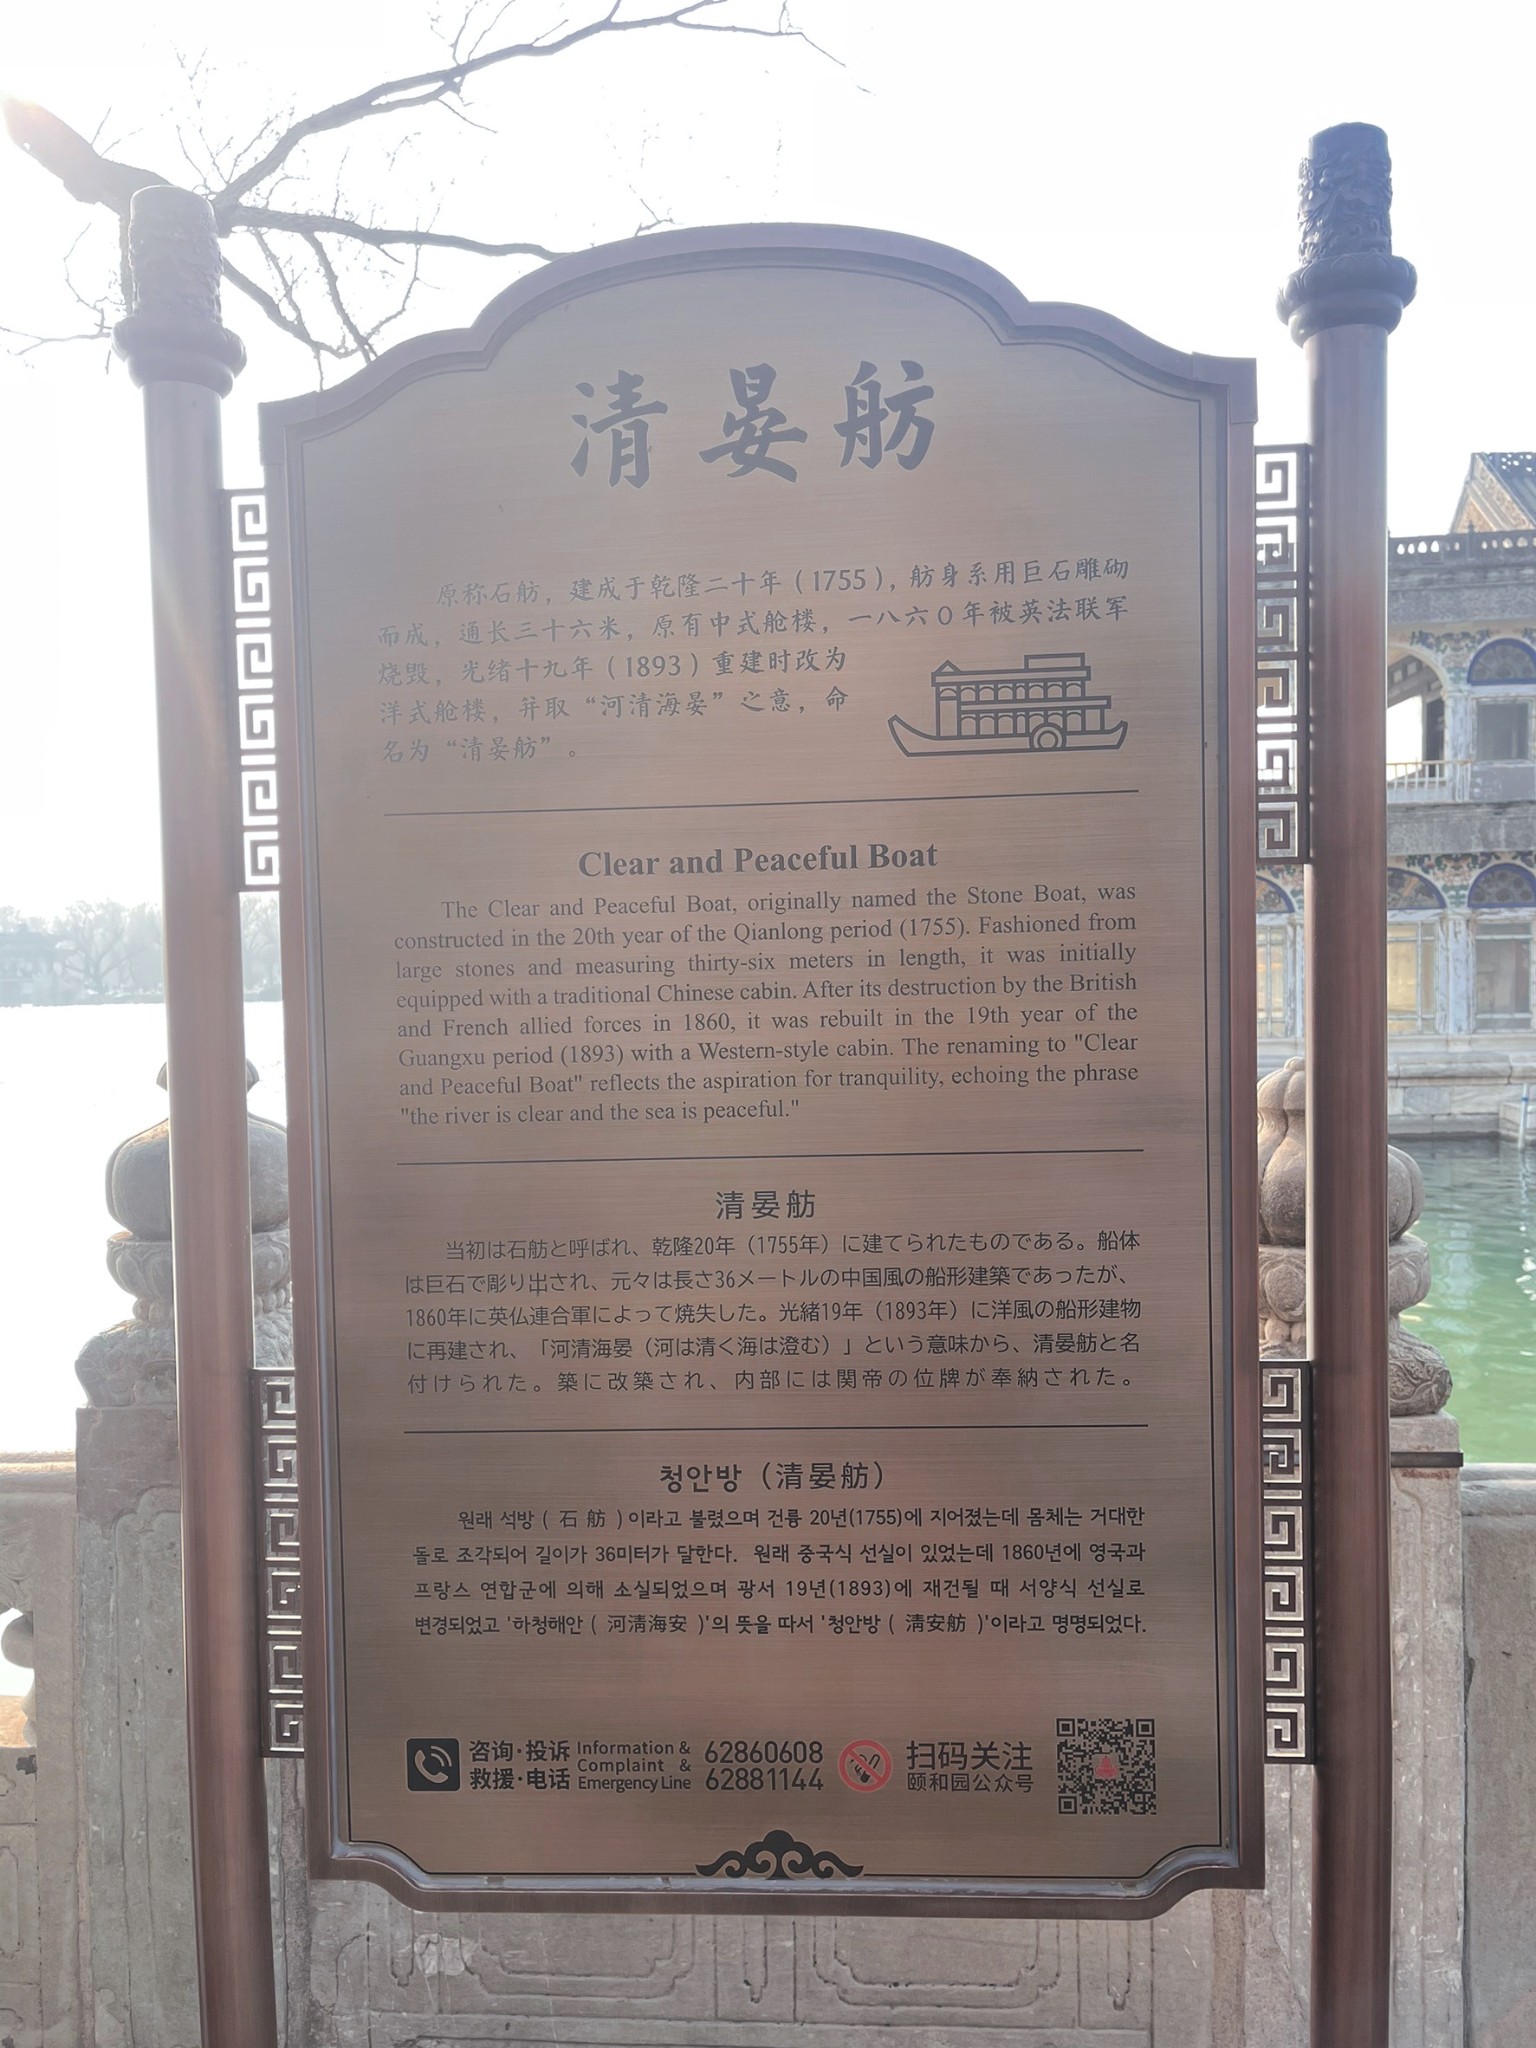 清晏舫
原称石舫，建成于乾隆二十年（1755），舫身系用巨石雕砌
而成，通长三十六米，原有中式舱楼，一八六〇年被英法联军
烧毁，光绪十九年（1893）重建时改为
洋式舱楼，并取“河清海晏”之意，命
名为“清晏舫”。
Clear and Peaceful Boat
The Clear and Peaceful Boat, originally named the Stone Boat, was
constructed in the 20th year of the Qianlong period (1755). Fashioned from
large stones and measuring thirty-six meters in length, it was initially
equipped with a traditional Chinese cabin. After its destruction by the British
and French allied forces in 1860, it was rebuilt in the 19th year of the
Guangxu period (1893) with a Western-style cabin. The renaming to "Clear
and Peaceful Boat" reflects the aspiration for tranquility, echoing the phrase
"the river is clear and the sea is peaceful."
清晏舫
当初は石舫と呼ばれ、乾隆20年（1755年）に建てられたものである。船体
は巨石で彫り出され、元々は長さ36メートルの中国風の船形建築であったが、
1860年に英仏連合軍によって焼失した。光緒19年（1893年）に洋風の船形建物
に再建され、「河清海晏（河は清く海は澄む）」という意味から、清晏舫と名
付けられた。築に改築され、内部には関帝の位牌が奉納された。
청안방（清晏舫）
원래 석방( 石 舫 )이라고 불렸으며 건륭 20년(1755)에 지어졌는데 몸체는 거대한
돌로 조각되어 길이가 36미터가 달한다. 원래 중국식 선실이 있었는데 1860년에 영국과
프랑스 연합군에 의해 소실되었으며 광서 19년(1893)에 재건될 때 서양식 선실로
변경되었고 '하청해안( 河淸海安 )'의 뜻을 따서 '청안방( 淸安舫 )'이라고 명명되었다.
咨询·投诉 Information & 62860608
救援·电话 Complaint & Emergency Line 62881144
扫码关注
颐和园公众号